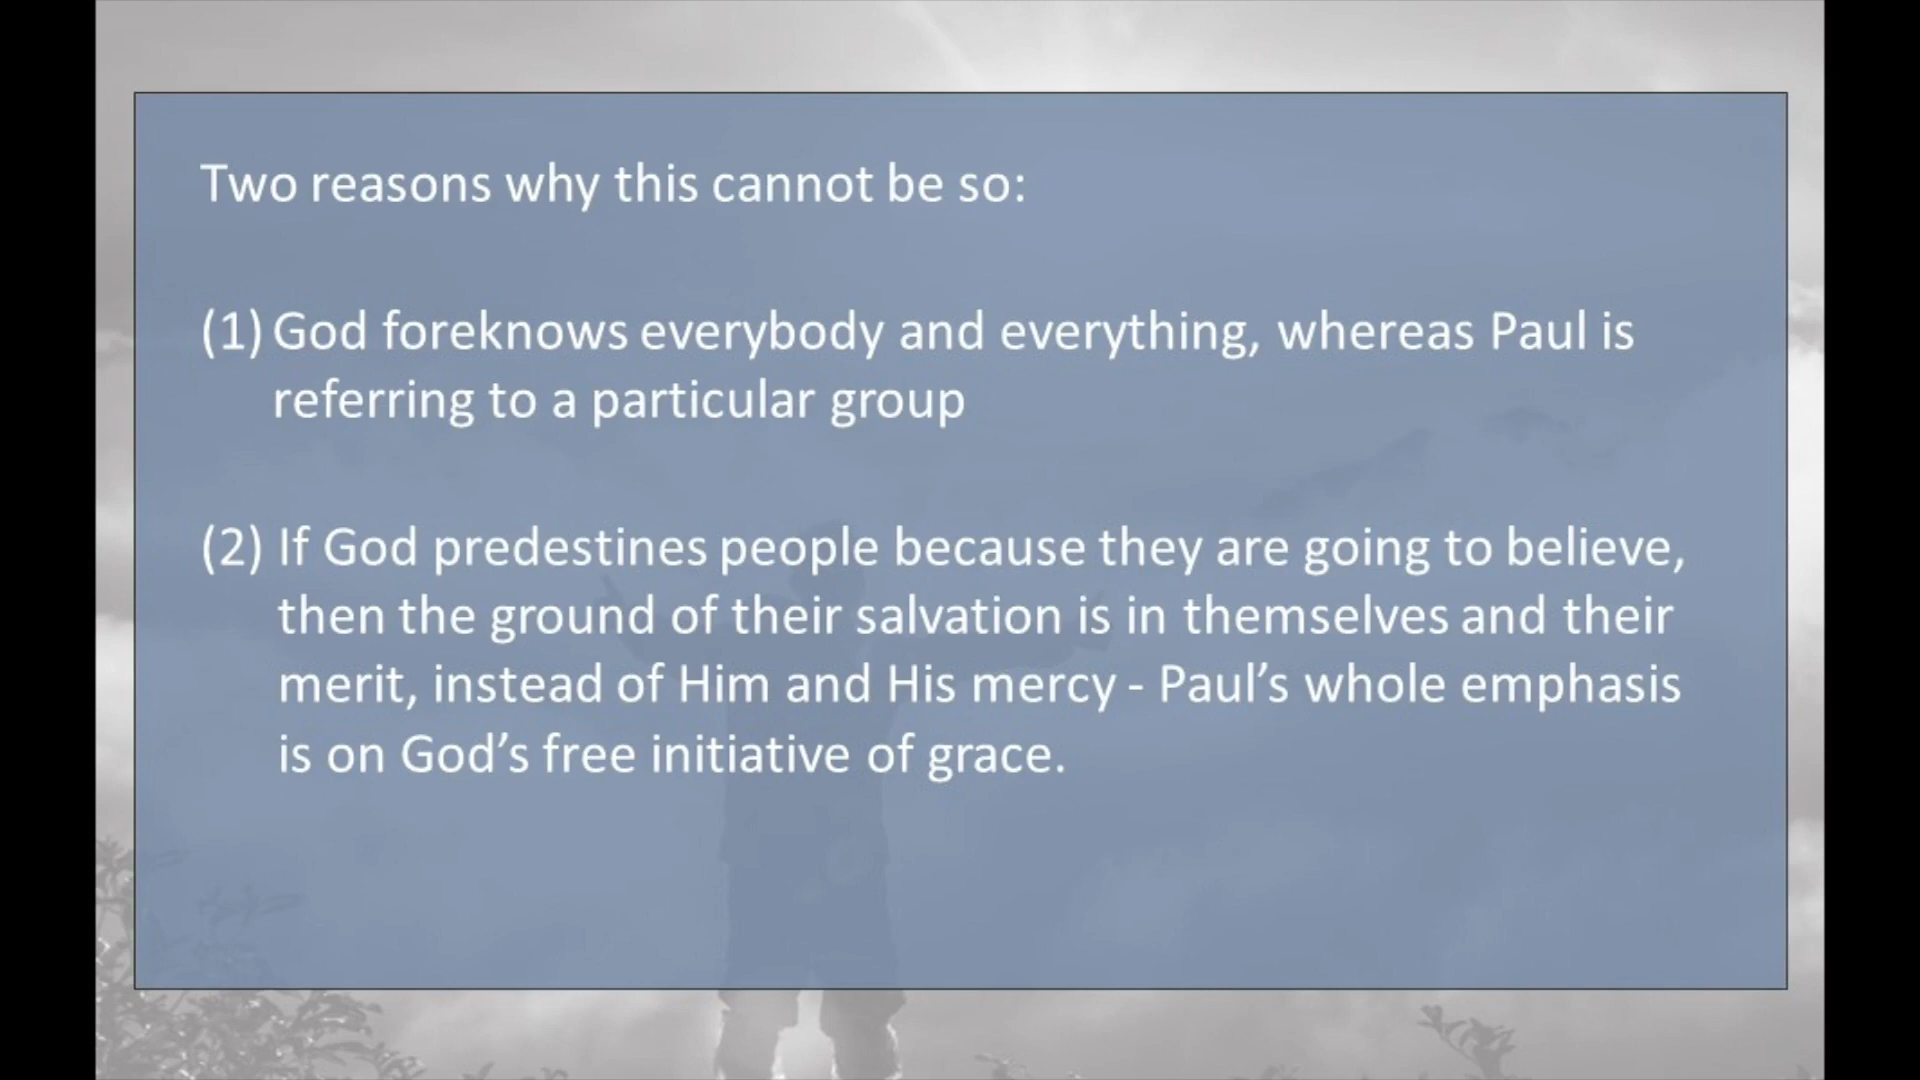 Two reasons why this cannot be so:
(1) God foreknows everybody and everything, whereas Paul is
referring to a particular group
(2) If God predestines people because they are going to believe,
then the ground of their salvation is in themselves and their
merit, instead of Him and His mercy - Paul’s whole emphasis
is on God’s free initiative of grace.